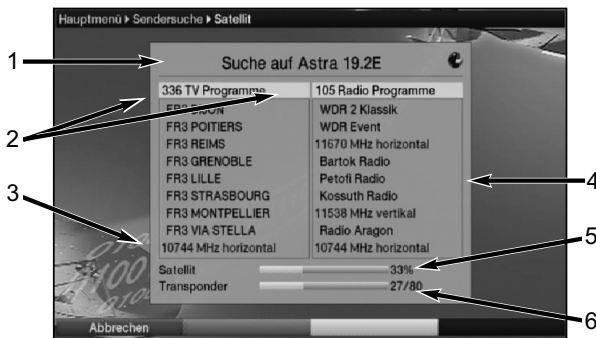 Hauptmenü ▸ Sendersuche ▸ Satellit
1
Suche auf Astra 19.2E
336 TV Programme
105 Radio Programme
2
FR3 DIJON
WDR 2 Klassik
FR3 POITIERS
WDR Event
FR3 REIMS
11670 MHz horizontal
FR3 GRENOBLE
Bartok Radio
FR3 LILLE
Petofi Radio
4
3
FR3 STRASBOURG
Kossuth Radio
FR3 MONTPELLIER
11538 MHz vertikal
FR3 VIA STELLA
Radio Aragon
5
10744 MHz horizontal
10744 MHz horizontal
Satellit
33%
Transponder
27/80
6
Abbrechen